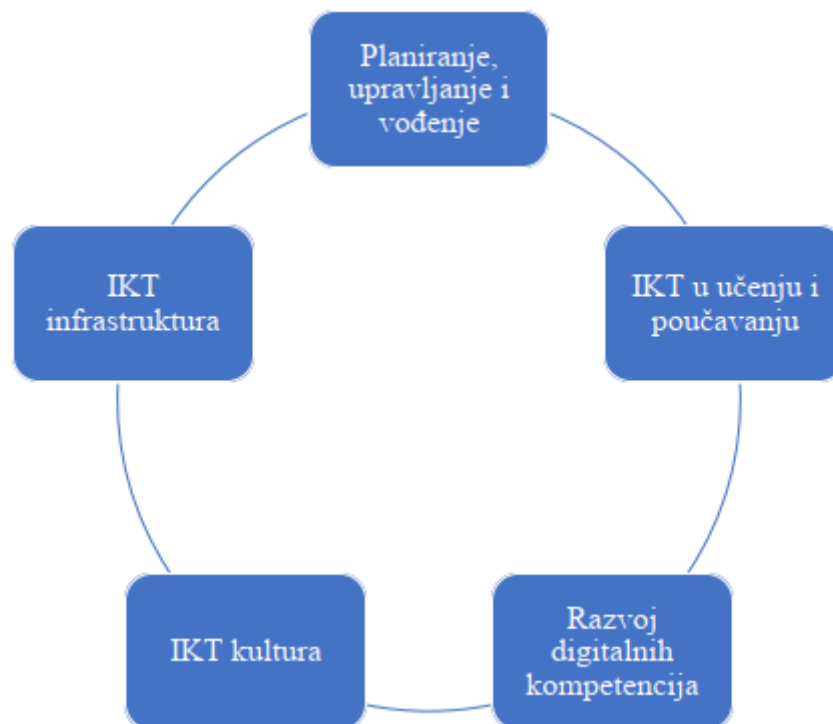 Planiranje,
upravljanje i
vođenje
IKT
infrastruktura
IKT u učenju i
poučavanju
IKT kultura
Razvoj
digitalnih
kompetencija